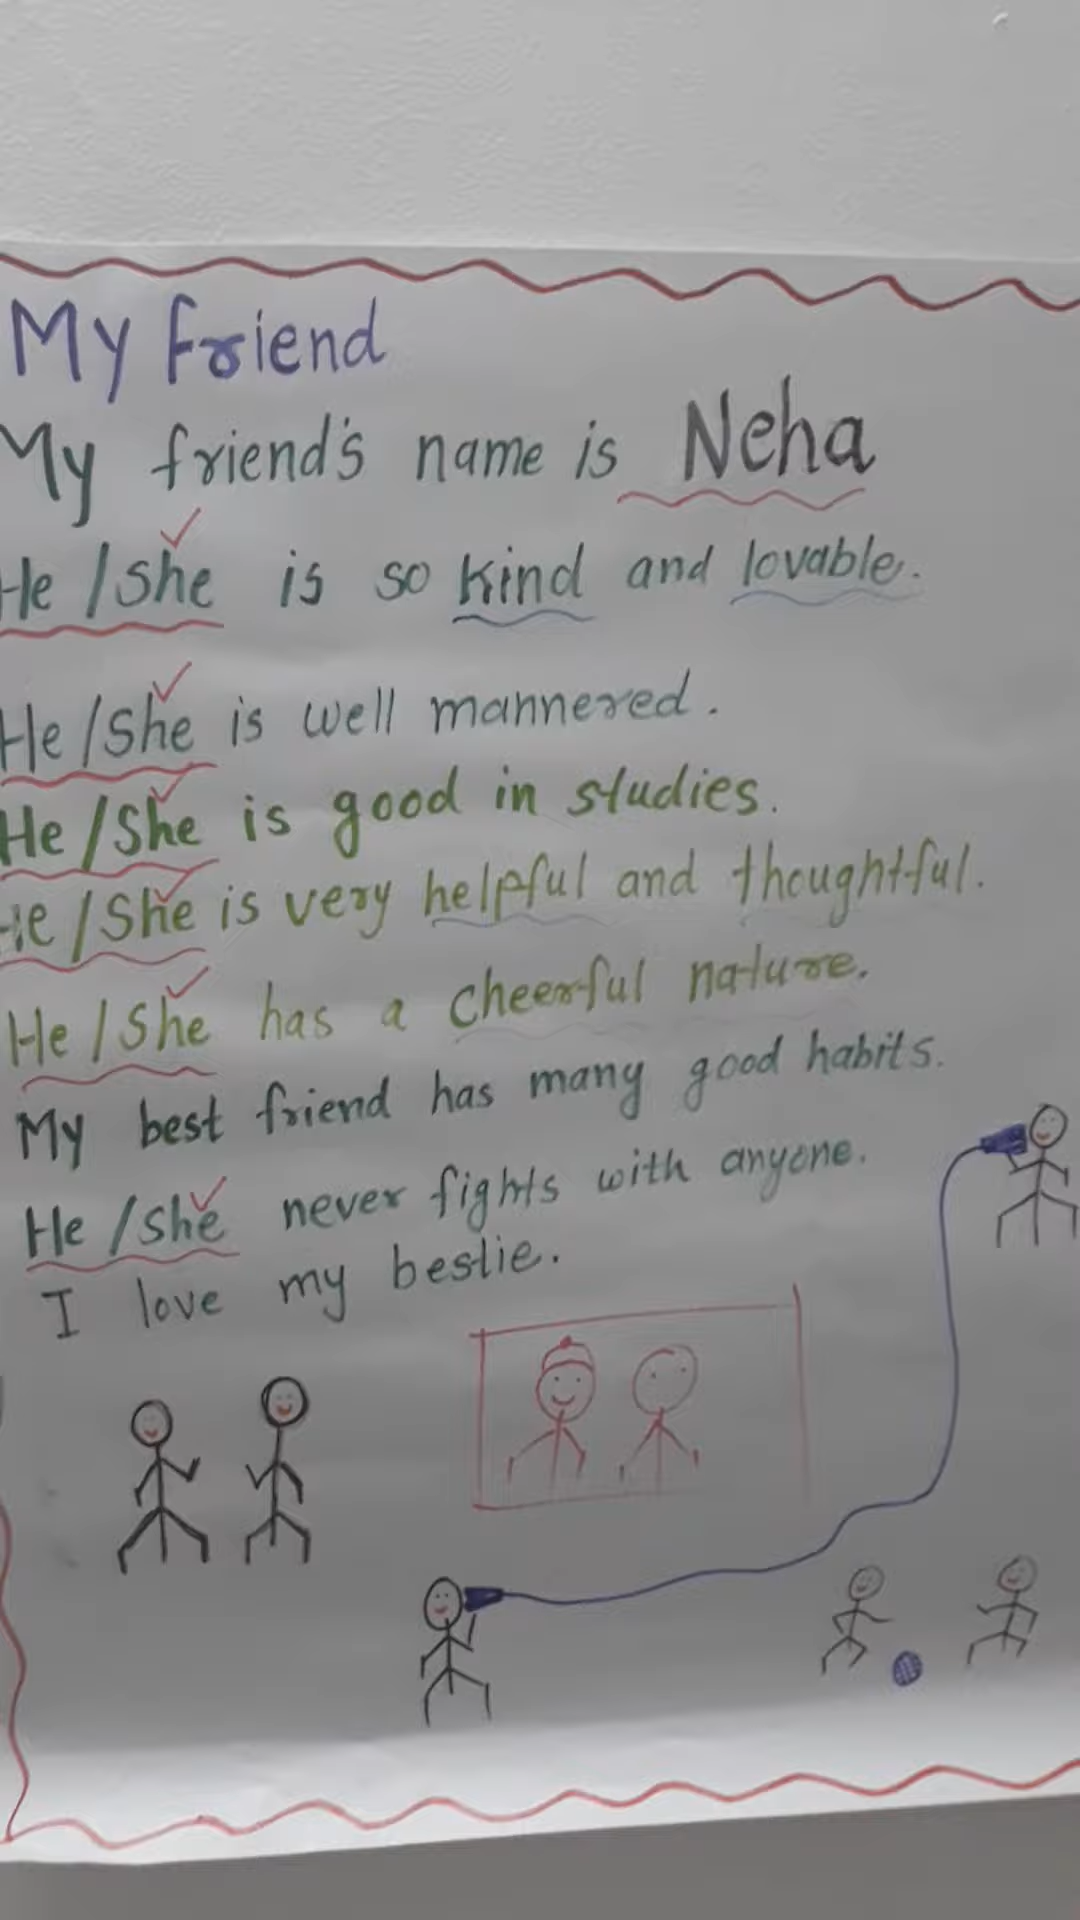 My friend
My friend's name is Neha
He/She is so kind and lovable.
He/She is well mannered.
He/She is good in studies.
He/She is very helpful and thoughtful.
He/She has a cheerful nature.
My best friend has many good habits.
He/She never fights with anyone.
I love my bestie.